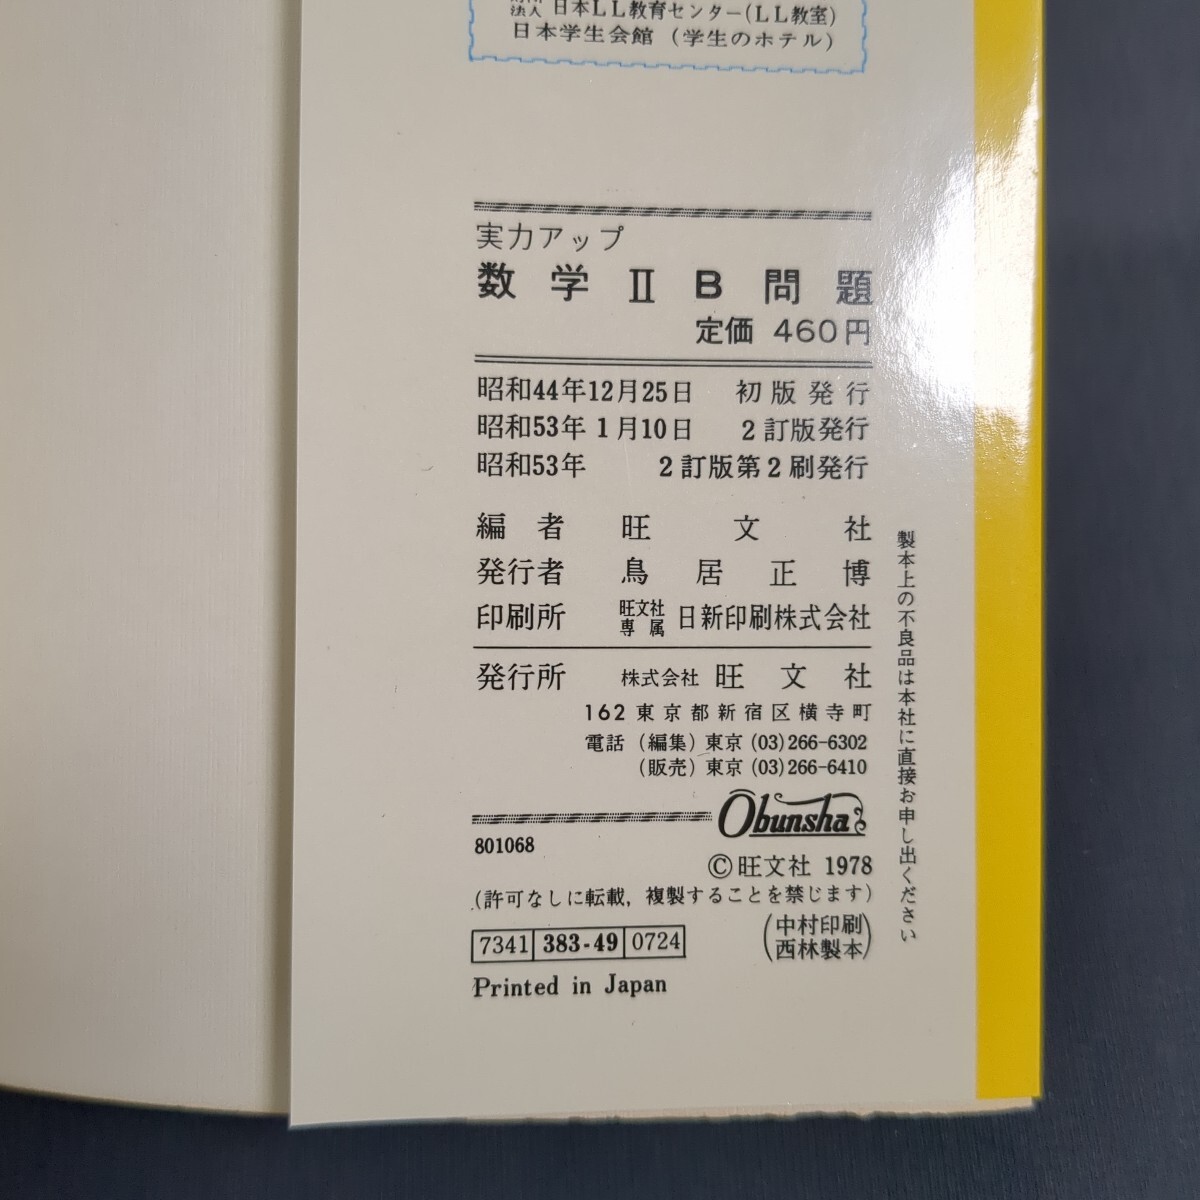 法人 日本LL教育センター(LL教室)
日本学生会館 (学生のホテル)
実力アップ
数学ⅡB問題
定価 460円
昭和44年12月25日 初版発行
昭和53年1月10日 2訂版発行
昭和53年 2訂版第2刷発行
編者 旺文社
発行者 鳥居正博
印刷所 旺文社専属 日新印刷株式会社
発行所 株式会社 旺文社
162 東京都新宿区横寺町
電話 (編集) 東京 (03)266-6302
(販売) 東京 (03)266-6410
Obunsha
801068
©旺文社 1978
(許可なしに転載, 複製することを禁じます)
7341 383-49 0724
(中村印刷 西林製本)
Printed in Japan
製本上の不良品は本社に直接お申し出ください